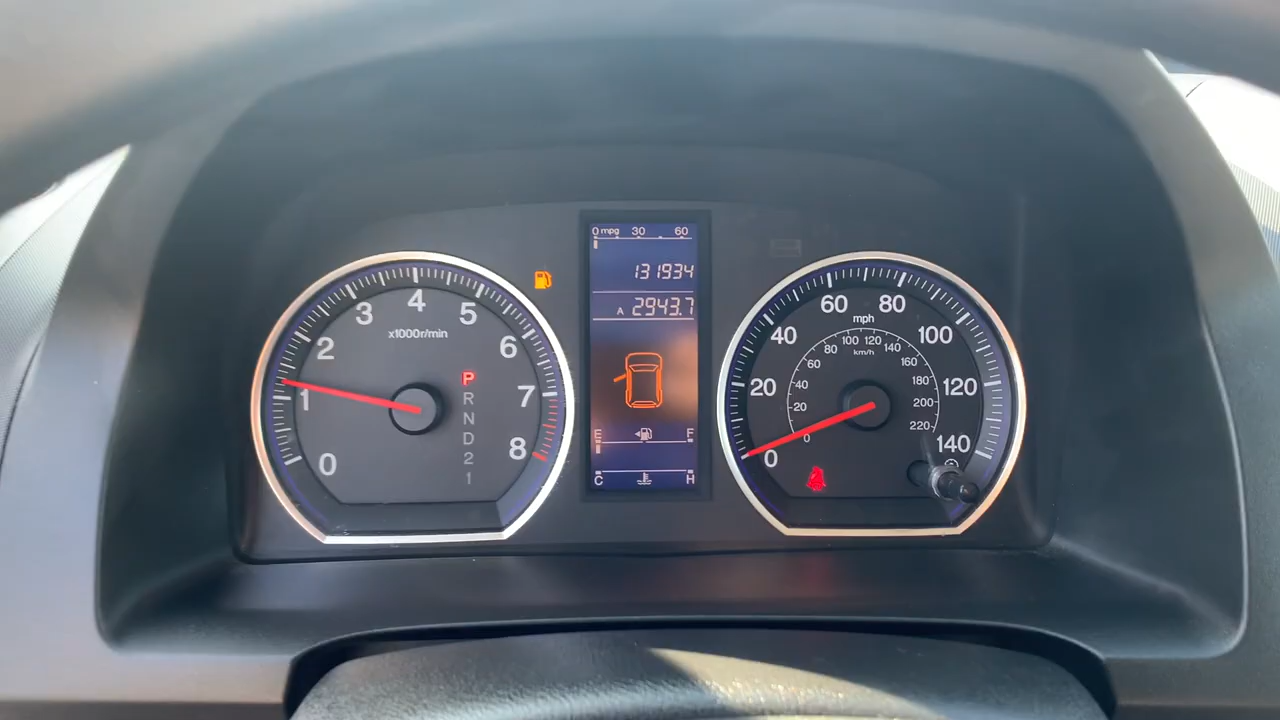 0 1 2 3 4 5 6 7 8
x1000r/min
P
R
N
D
2
1
0 mpg 30 60
131934
A 2943.7
E F
C H
0 20 40 60 80 100 120 140
mph
0 20 40 60 80 100 120 140 160 180 200 220
km/h